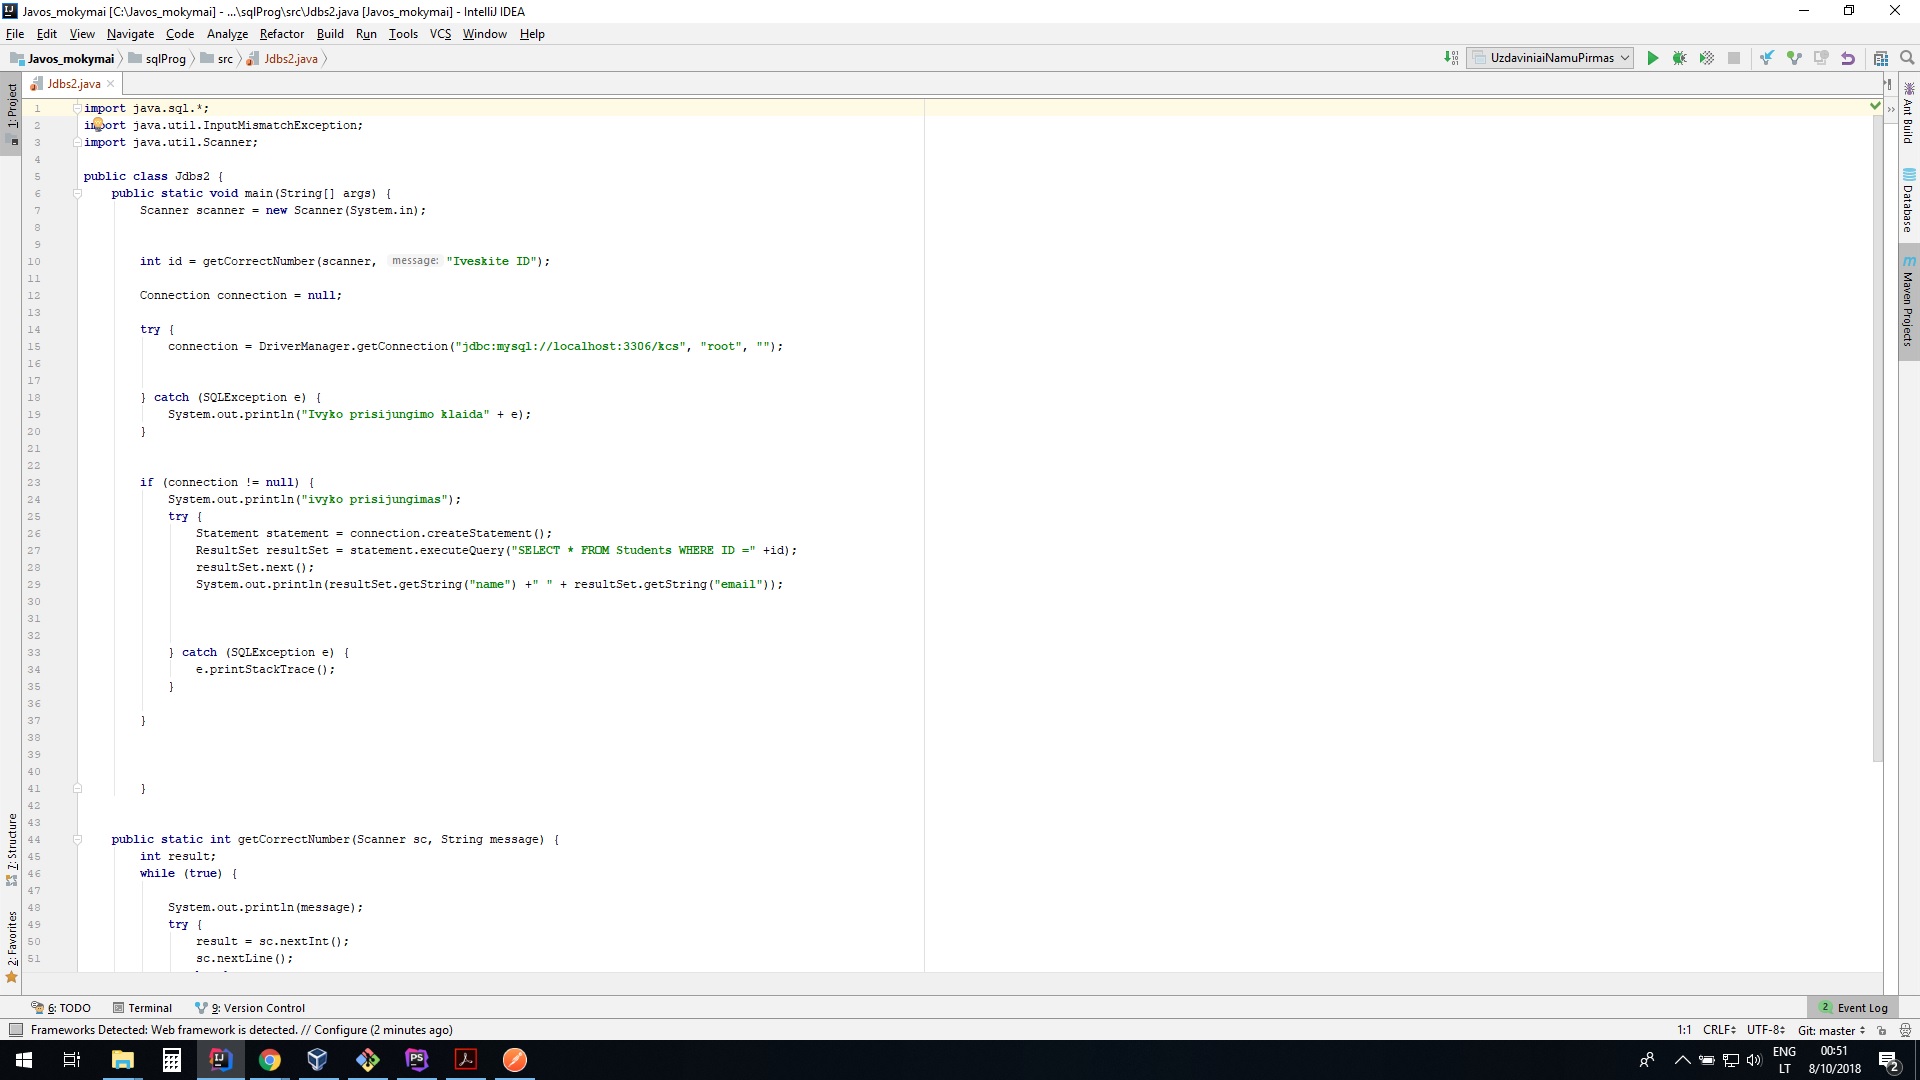 Javos_mokymai [C:\Javos_mokymai] - ...\sqlProg\src\Jdbs2.java [Javos_mokymai] - IntelliJ IDEA
File Edit View Navigate Code Analyze Refactor Build Run Tools VCS Window Help
Javos_mokymai sqlProg src Jdbs2.java UzdaviniaiNamuPirmas
Jdbs2.java
1: Project
7: Structure
2: Favorites
Ant Build
Database
Maven Projects
1 import java.sql.*;
2 import java.util.InputMismatchException;
3 import java.util.Scanner;
4
5 public class Jdbs2 {
6 public static void main(String[] args) {
7 Scanner scanner = new Scanner(System.in);
8
9
10 int id = getCorrectNumber(scanner, message: "Iveskite ID");
11
12 Connection connection = null;
13
14 try {
15 connection = DriverManager.getConnection("jdbc:mysql://localhost:3306/kcs", "root", "");
16
17
18 } catch (SQLException e) {
19 System.out.println("Ivyko prisijungimo klaida" + e);
20 }
21
22
23 if (connection != null) {
24 System.out.println("ivyko prisijungimas");
25 try {
26 Statement statement = connection.createStatement();
27 ResultSet resultSet = statement.executeQuery("SELECT * FROM Students WHERE ID =" +id);
28 resultSet.next();
29 System.out.println(resultSet.getString("name") +" " + resultSet.getString("email"));
30
31
32
33 } catch (SQLException e) {
34 e.printStackTrace();
35 }
36
37 }
38
39
40
41 }
42
43
44 public static int getCorrectNumber(Scanner sc, String message) {
45 int result;
46 while (true) {
47
48 System.out.println(message);
49 try {
50 result = sc.nextInt();
51 sc.nextLine();
6: TODO Terminal 9: Version Control 2 Event Log
Frameworks Detected: Web framework is detected. // Configure (2 minutes ago) 1:1 CRLF UTF-8 Git: master
ENG 00:51
LT 8/10/2018 2